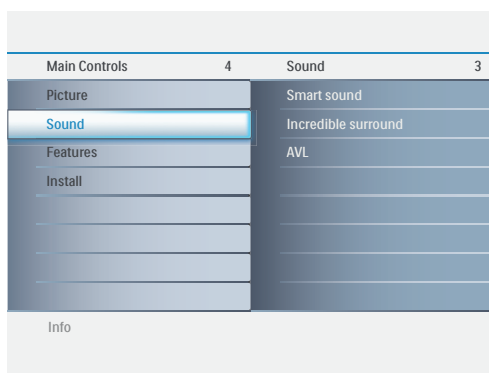 Main Controls 4 Sound 3
Picture Smart sound
Sound Incredible surround
Features AVL
Install
Info